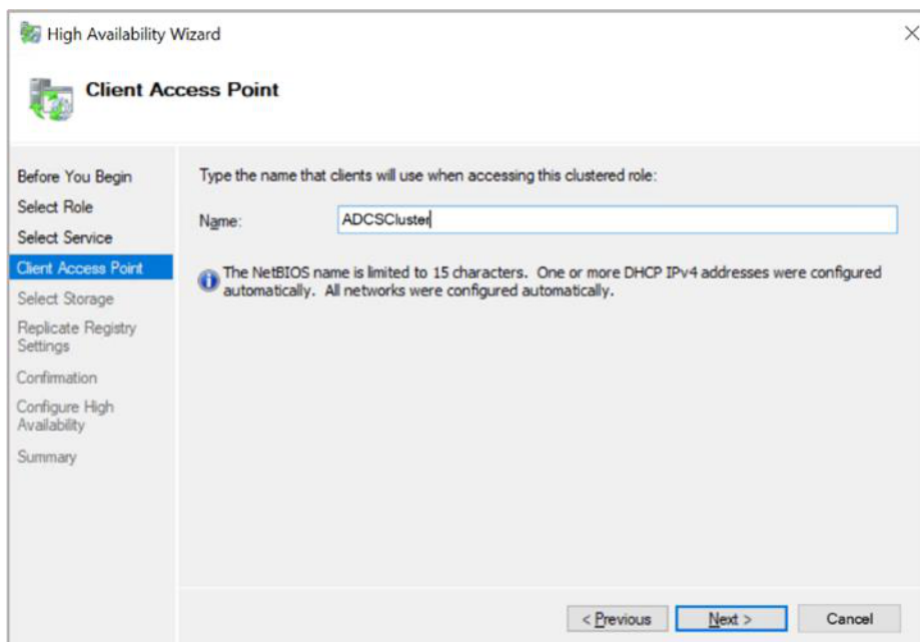 High Availability Wizard
Client Access Point
Before You Begin
Select Role
Select Service
Client Access Point
Select Storage
Replicate Registry
Settings
Confirmation
Configure High
Availability
Summary
Type the name that clients will use when accessing this clustered role:
Name: ADCSCluster
The NetBIOS name is limited to 15 characters. One or more DHCP IPv4 addresses were configured
automatically. All networks were configured automatically.
< Previous Next > Cancel